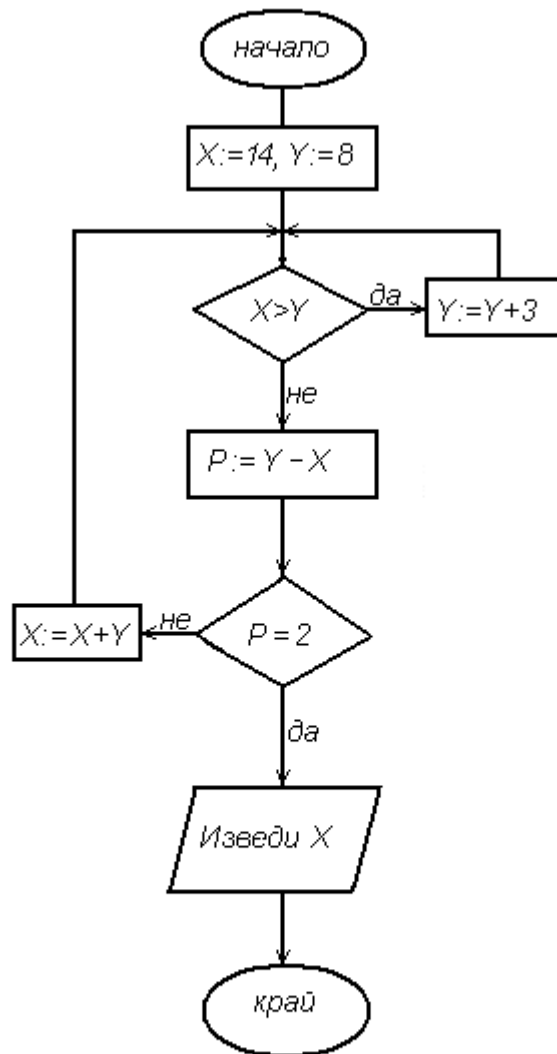 начало
X:=14, Y:=8
X>Y
да
Y:=Y+3
не
P:= Y – X
X:=X+Y
не
P = 2
да
Изведи X
край